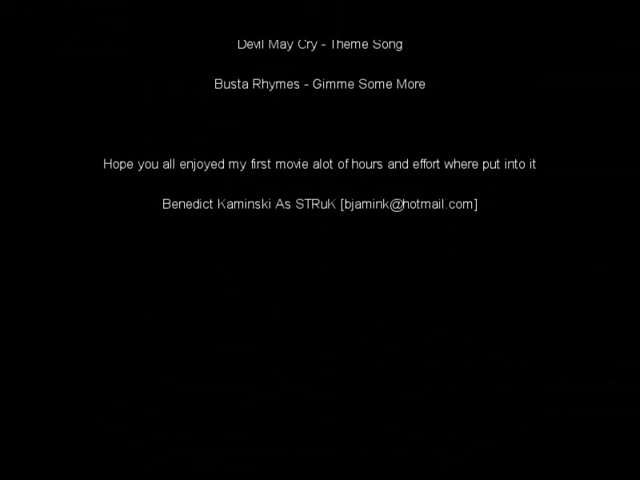 Devil May Cry - Theme Song
Busta Rhymes - Gimme Some More
Hope you all enjoyed my first movie alot of hours and effort where put into it
Benedict Kaminski As STRuK [bjamink@hotmail.com]